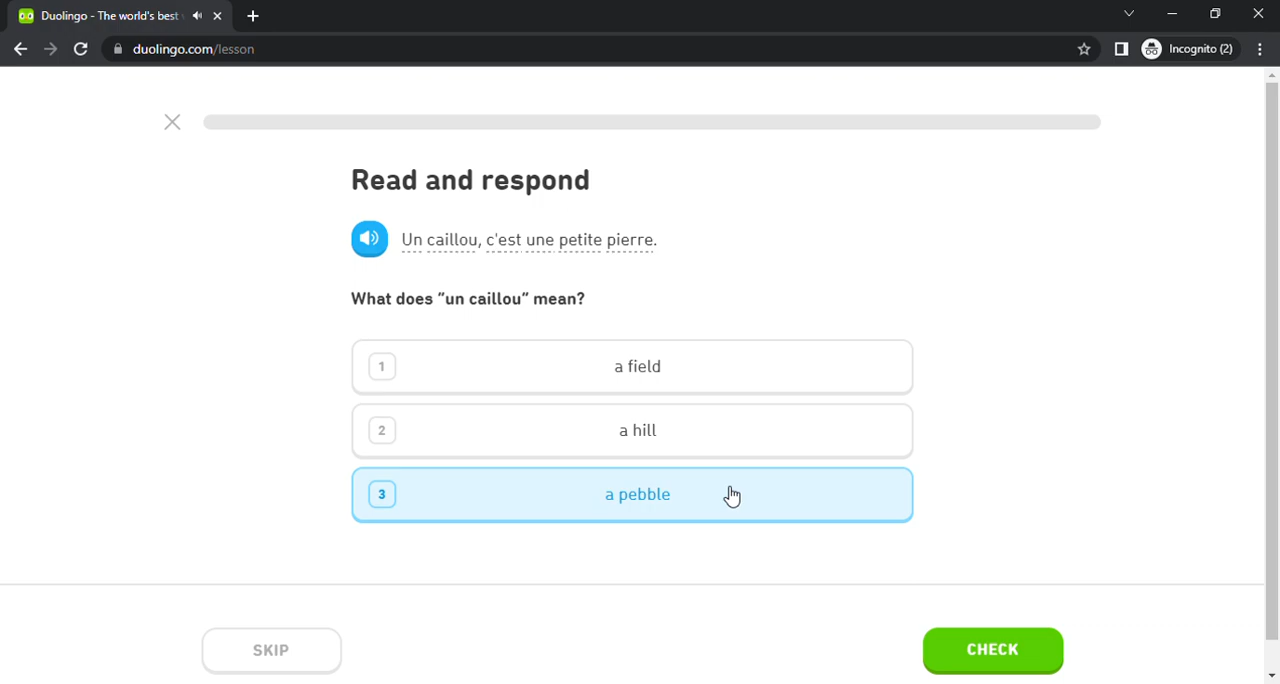 Duolingo - The world's best
duolingo.com/lesson
Incognito (2)
Read and respond
Un caillou, c'est une petite pierre.
What does "un caillou" mean?
1 a field
2 a hill
3 a pebble
SKIP
CHECK